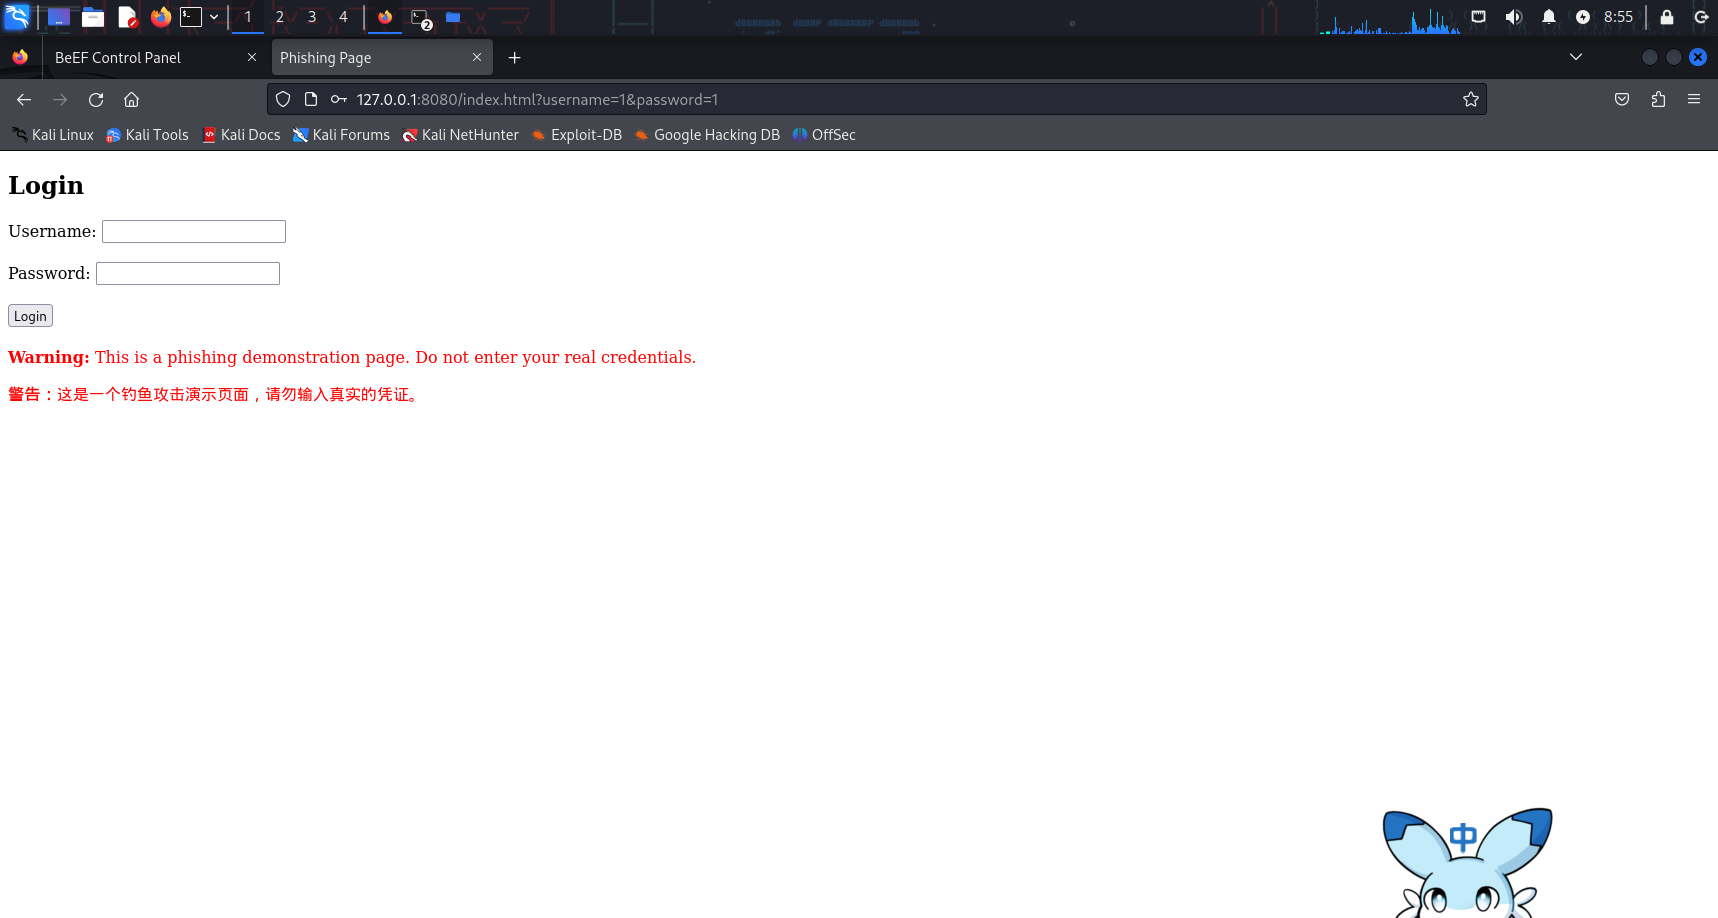 1 2 3 4 2 8:55
BeEF Control Panel Phishing Page
127.0.0.1:8080/index.html?username=1&password=1
Kali Linux Kali Tools Kali Docs Kali Forums Kali NetHunter Exploit-DB Google Hacking DB OffSec
Login
Username:
Password:
Login
Warning: This is a phishing demonstration page. Do not enter your real credentials.
警告：这是一个钓鱼攻击演示页面，请勿输入真实的凭证。
中